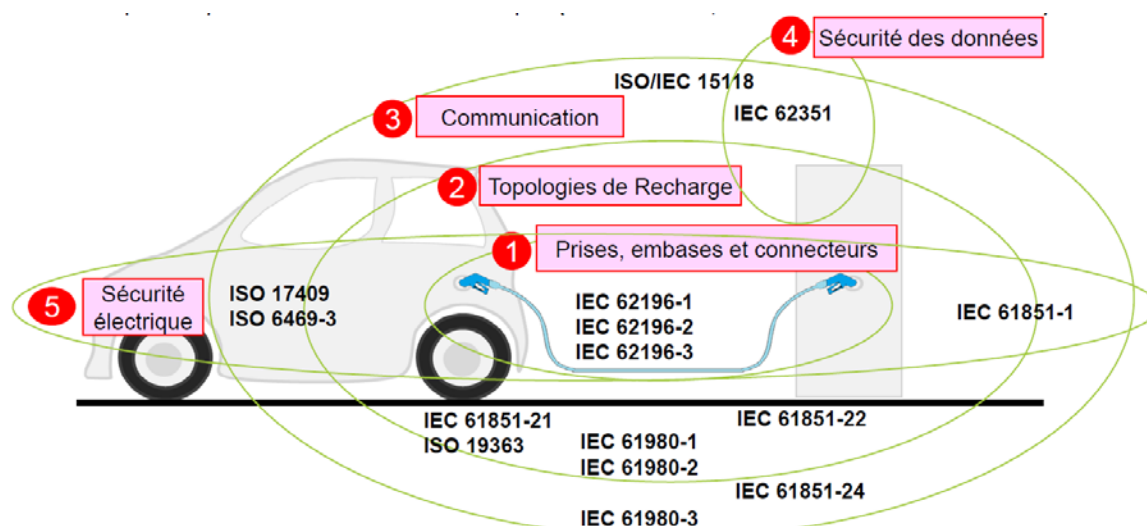 4 Sécurité des données
ISO/IEC 15118
IEC 62351
3 Communication
2 Topologies de Recharge
1 Prises, embases et connecteurs
5 Sécurité
électrique
ISO 17409
ISO 6469-3
IEC 62196-1
IEC 62196-2
IEC 62196-3
IEC 61851-1
IEC 61851-21
ISO 19363
IEC 61851-22
IEC 61980-1
IEC 61980-2
IEC 61851-24
IEC 61980-3